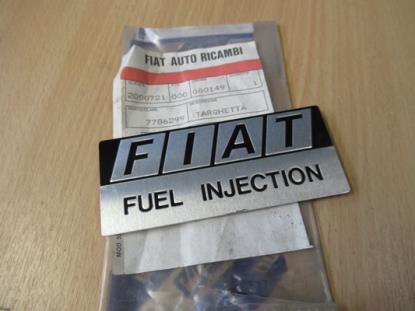 FIAT AUTO RICAMBI
2000721 000 000149 1
7786299 TARGHETTA
FIAT
FUEL INJECTION